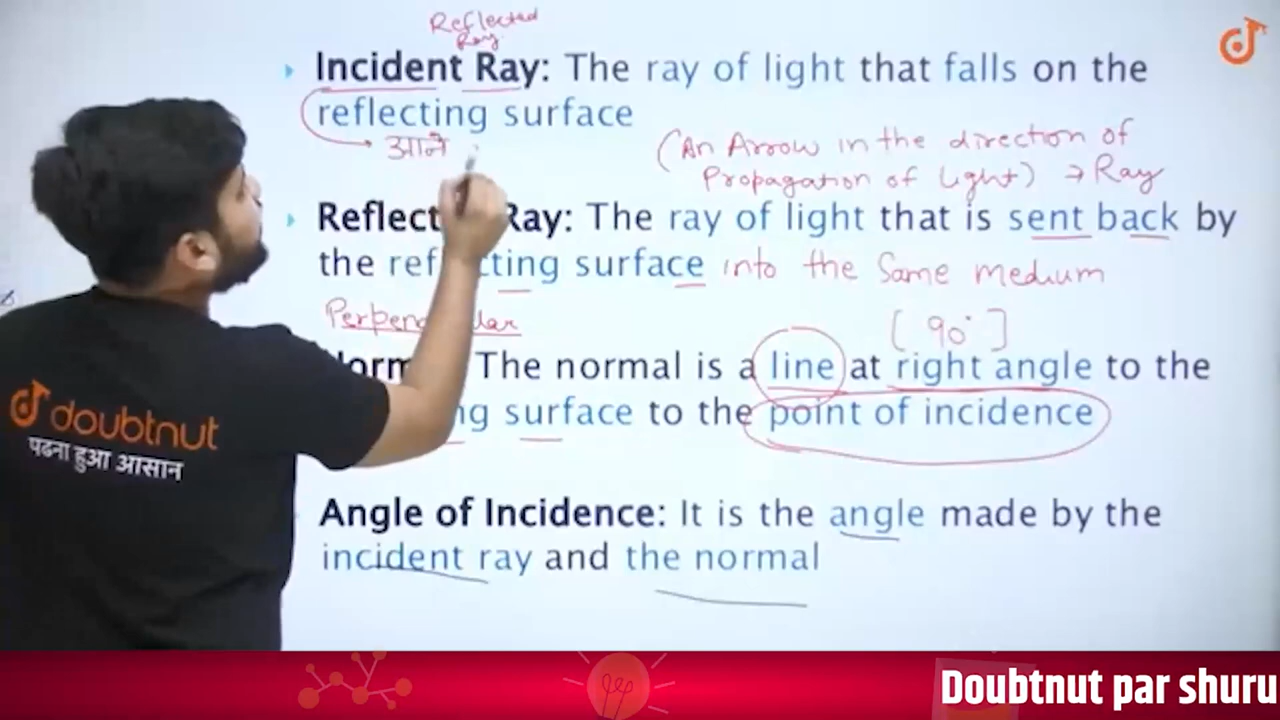 Reflected
Ray
Incident Ray: The ray of light that falls on the
reflecting surface
आने
(An Arrow in the direction of
Propagation of Light) → Ray
Ray: The ray of light that is sent back by
the surface into the same medium
[90°]
The normal is a line at right angle to the
surface to the point of incidence
Angle of Incidence: It is the angle made by the
incident ray and the normal
doubtnut
पढना हुआ आसान
Doubtnut par shuru